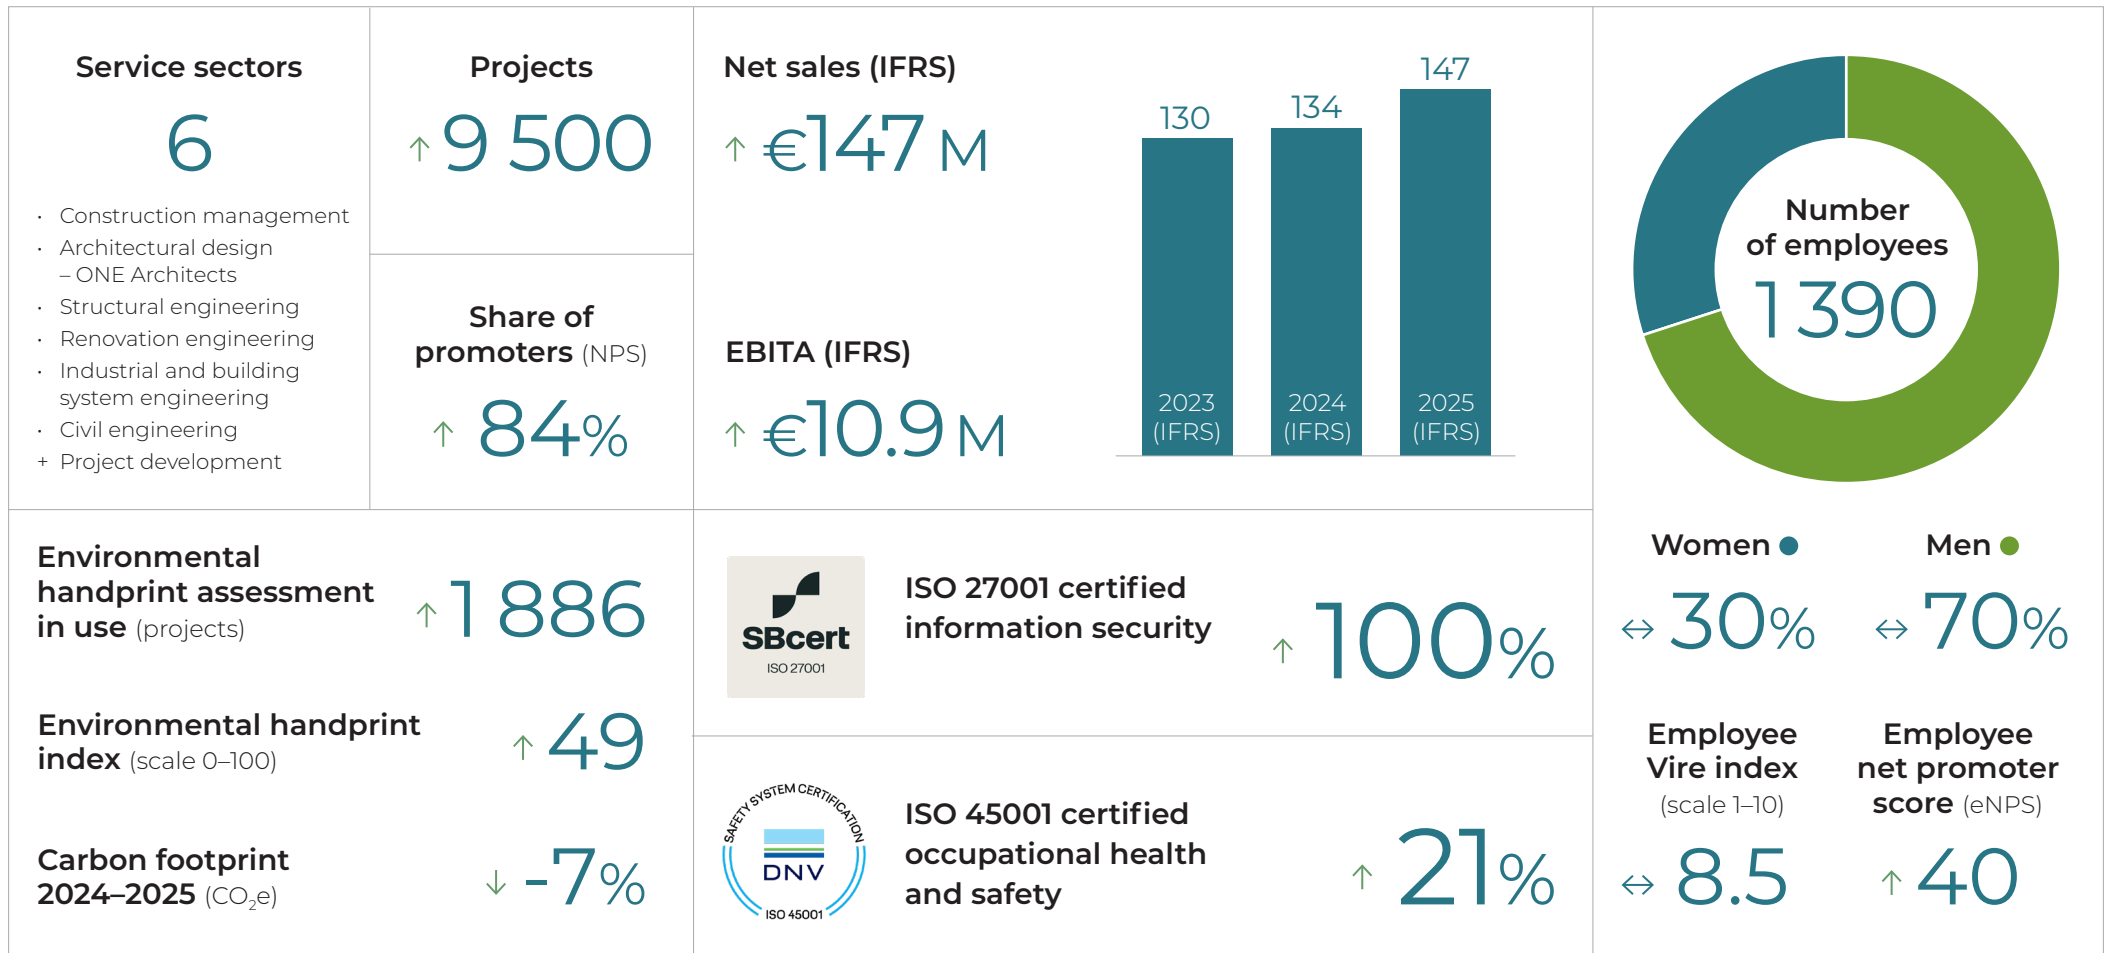 Service sectors
6
· Construction management
· Architectural design
– ONE Architects
· Structural engineering
· Renovation engineering
· Industrial and building
system engineering
· Civil engineering
+ Project development
Projects
↑ 9 500
Share of
promoters (NPS)
↑ 84%
Net sales (IFRS)
↑ €147 M
EBITA (IFRS)
↑ €10.9 M
130
134
147
2023
(IFRS)
2024
(IFRS)
2025
(IFRS)
Number
of employees
1 390
Women
↔ 30%
Men
↔ 70%
Employee
Vire index
(scale 1–10)
↔ 8.5
Employee
net promoter
score (eNPS)
↑ 40
Environmental
handprint assessment
in use (projects)
↑ 1 886
Environmental handprint
index (scale 0–100)
↑ 49
Carbon footprint
2024–2025 (CO₂e)
↓ -7%
SBcert
ISO 27001
ISO 27001 certified
information security
↑ 100%
SAFETY SYSTEM CERTIFICATION
DNV
ISO 45001
ISO 45001 certified
occupational health
and safety
↑ 21%